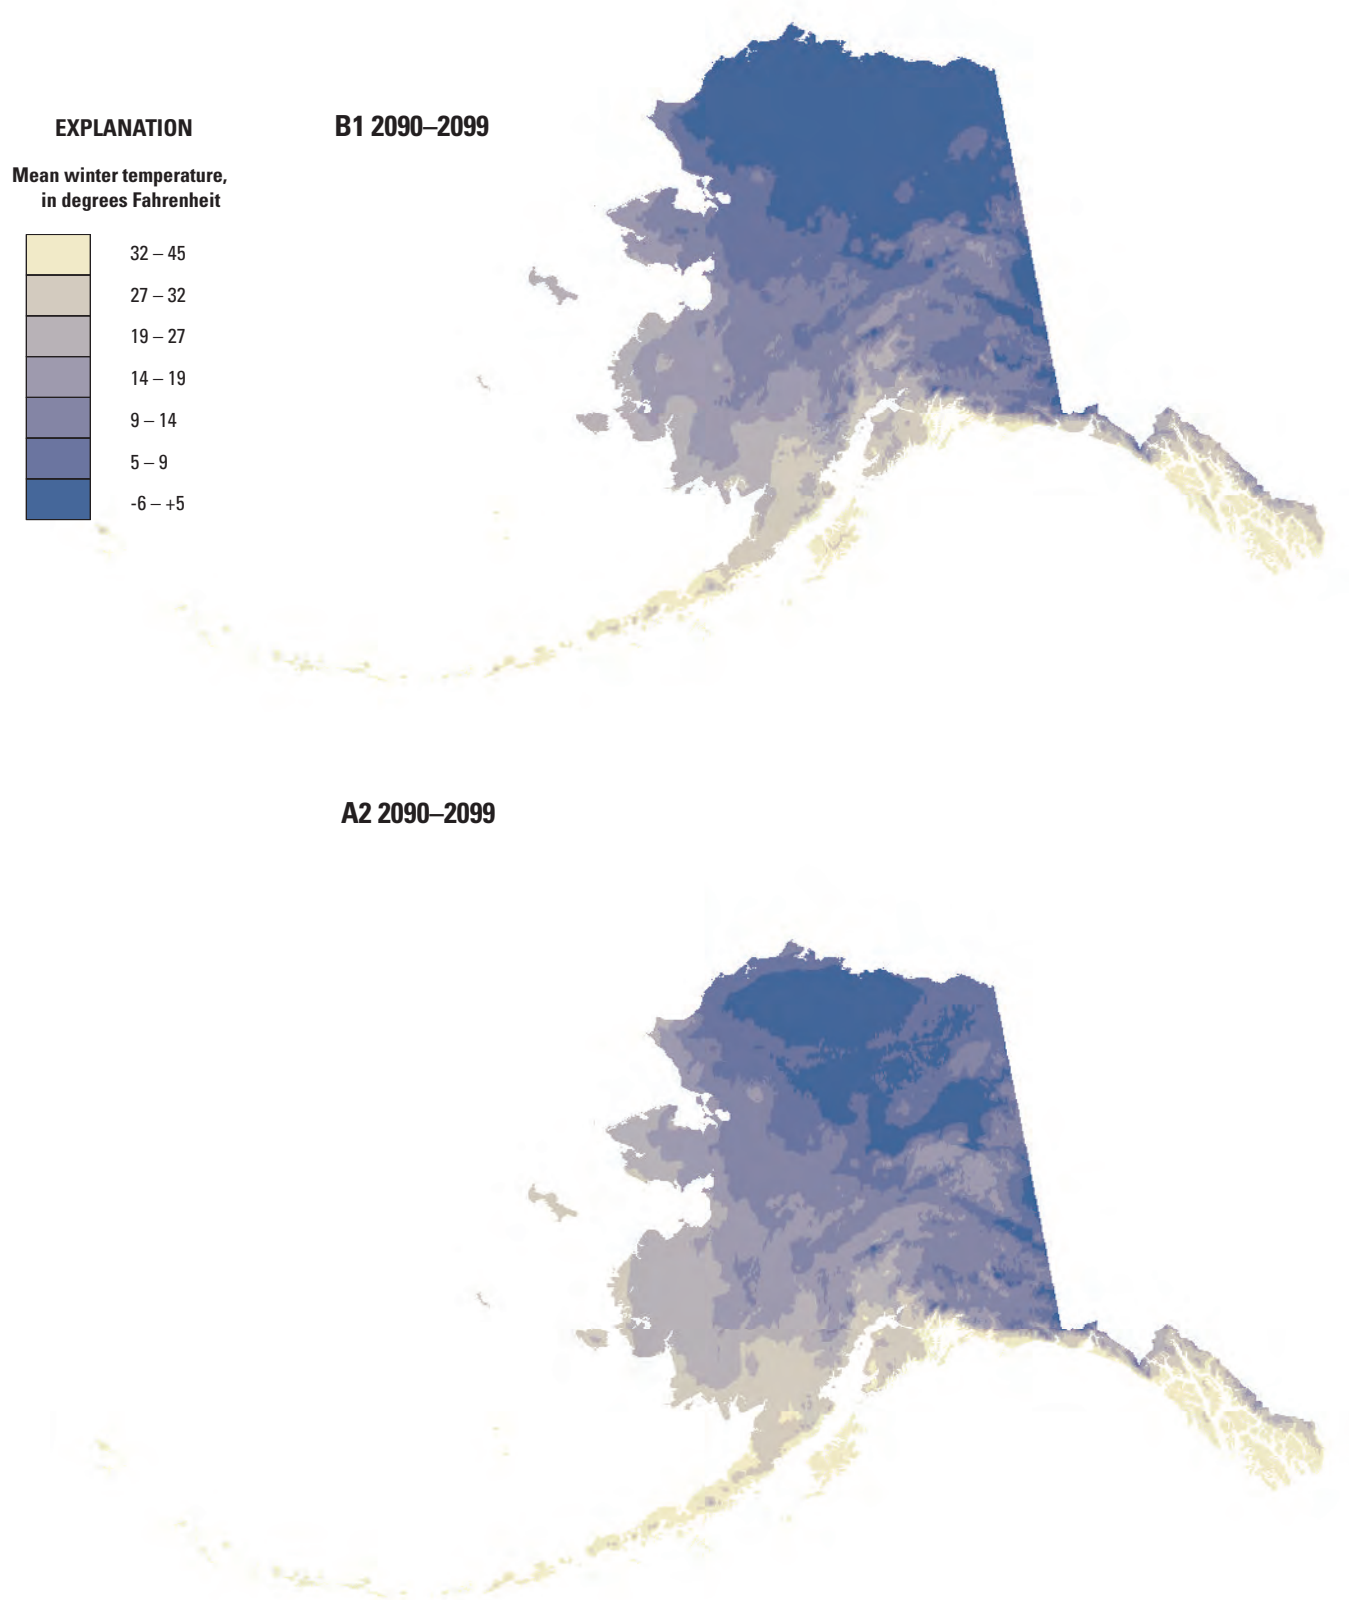 EXPLANATION
B1 2090–2099
Mean winter temperature,
in degrees Fahrenheit
32 – 45
27 – 32
19 – 27
14 – 19
9 – 14
5 – 9
-6 – +5
A2 2090–2099